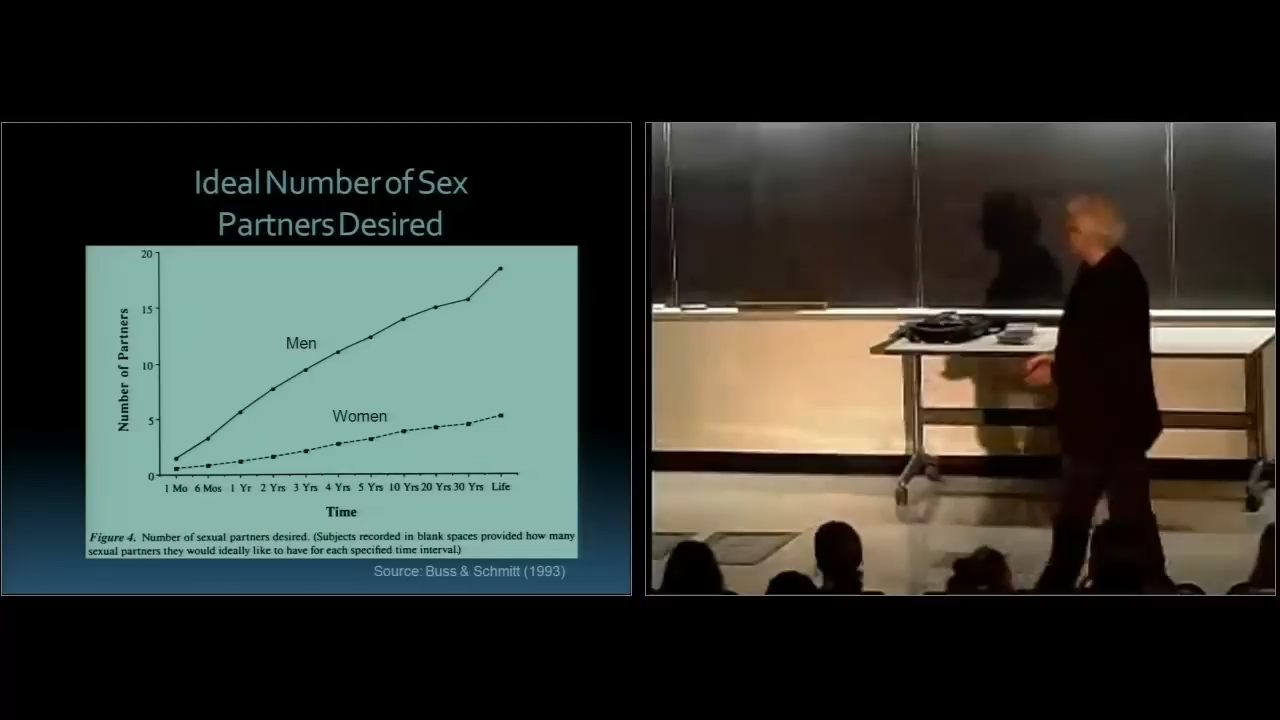 Ideal Number of Sex
Partners Desired
20
15
10
5
0
Number of Partners
Men
Women
1 Mo 6 Mos 1 Yr 2 Yrs 3 Yrs 4 Yrs 5 Yrs 10 Yrs 20 Yrs 30 Yrs Life
Time
Figure 4. Number of sexual partners desired. (Subjects recorded in blank spaces provided how many
sexual partners they would ideally like to have for each specified time interval.)
Source: Buss & Schmitt (1993)